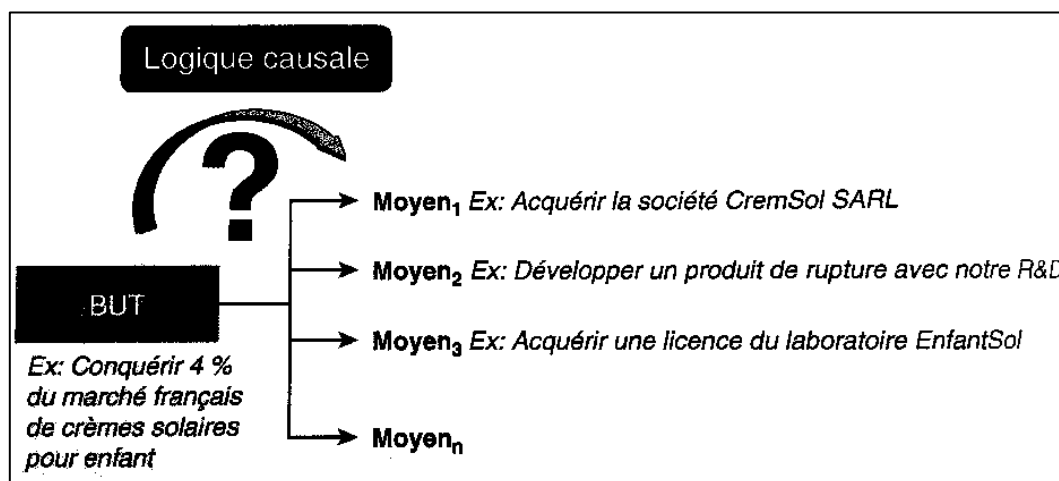 Logique causale
?
Moyen₁ Ex: Acquérir la société CremSol SARL
Moyen₂ Ex: Développer un produit de rupture avec notre R&D
Moyen₃ Ex: Acquérir une licence du laboratoire EnfantSol
Moyenₙ
BUT
Ex: Conquérir 4 %
du marché français
de crèmes solaires
pour enfant